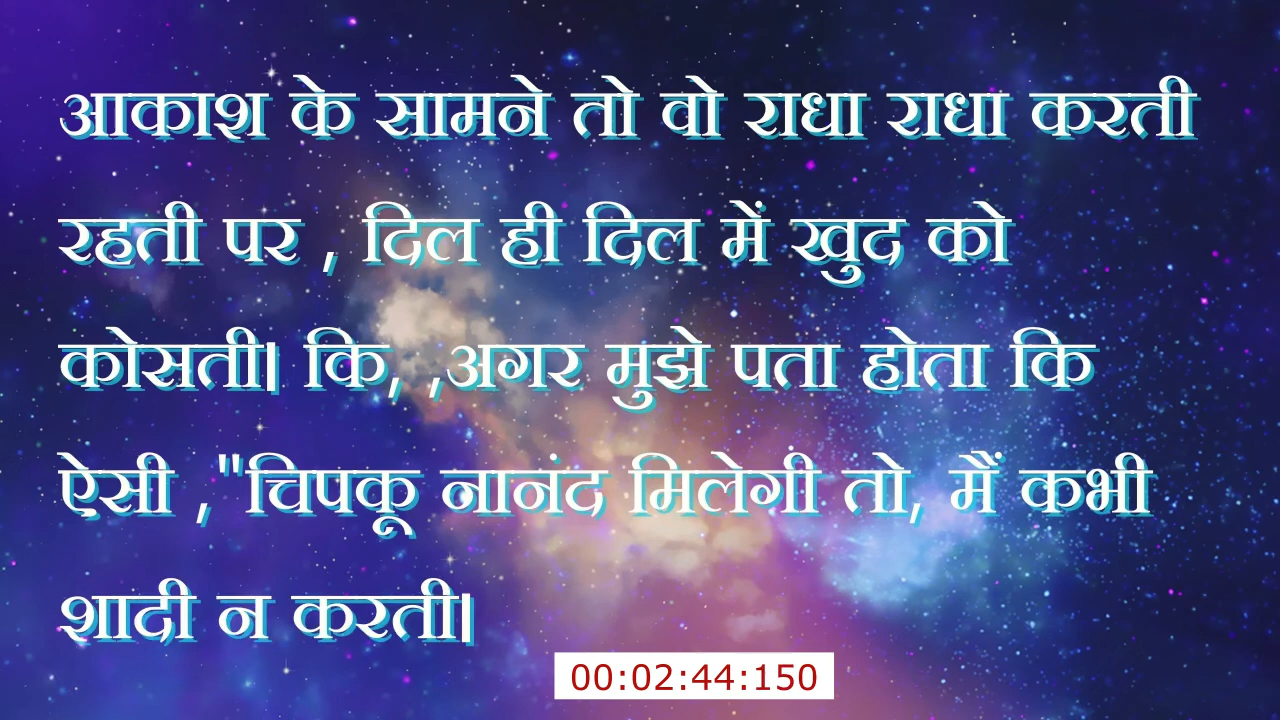 आकाश के सामने तो वो राधा राधा करती
रहती पर , दिल ही दिल में खुद को
कोसती। कि, ,अगर मुझे पता होता कि
ऐसी ,"चिपकू नानंद मिलेगी तो, मैं कभी
शादी न करती।
00:02:44:150